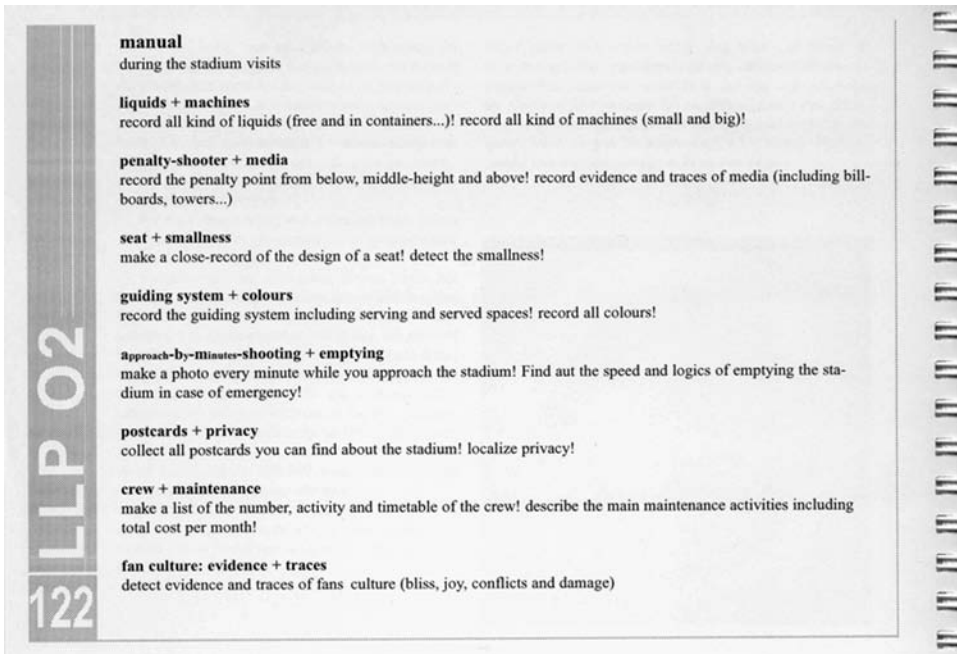 manual
during the stadium visits
liquids + machines
record all kind of liquids (free and in containers...)! record all kind of machines (small and big)!
penalty-shooter + media
record the penalty point from below, middle-height and above! record evidence and traces of media (including bill-
boards, towers...)
seat + smallness
make a close-record of the design of a seat! detect the smallness!
guiding system + colours
record the guiding system including serving and served spaces! record all colours!
approach-by-minutes-shooting + emptying
make a photo every minute while you approach the stadium! Find aut the speed and logics of emptying the sta-
dium in case of emergency!
postcards + privacy
collect all postcards you can find about the stadium! localize privacy!
crew + maintenance
make a list of the number, activity and timetable of the crew! describe the main maintenance activities including
total cost per month!
fan culture: evidence + traces
detect evidence and traces of fans culture (bliss, joy, conflicts and damage)
LLP O2
122